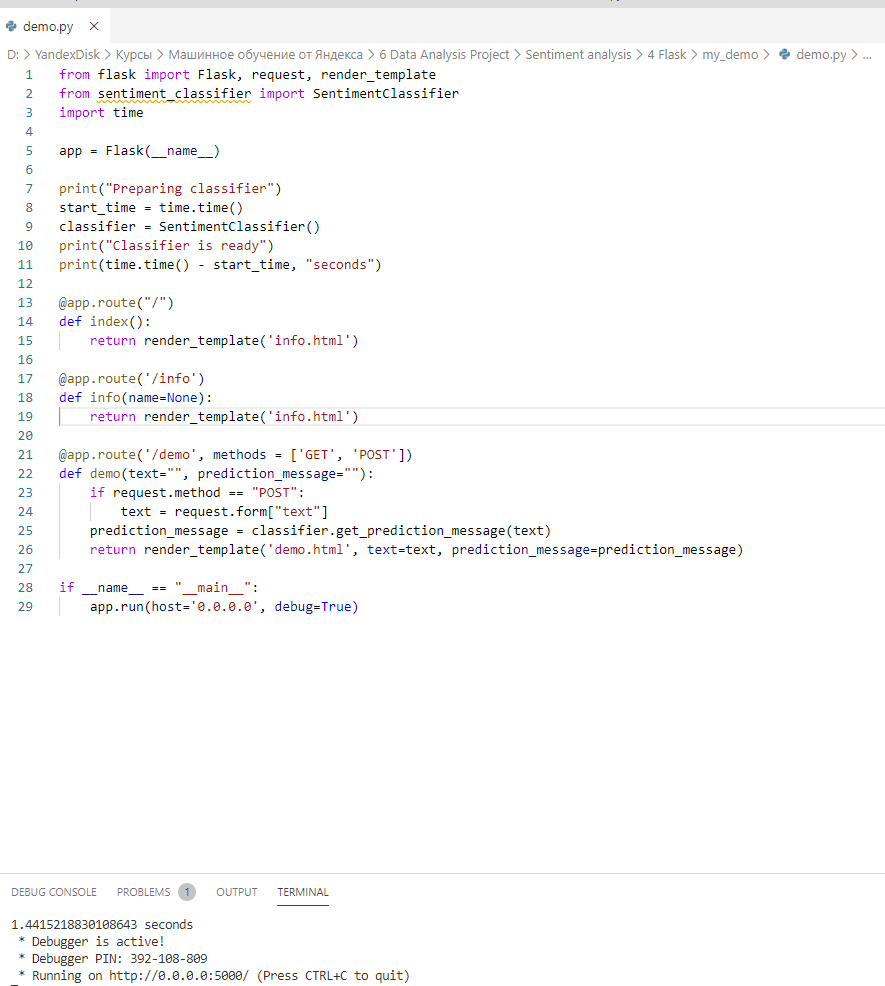 demo.py ×
D: > YandexDisk > Курсы > Машинное обучение от Яндекса > 6 Data Analysis Project > Sentiment analysis > 4 Flask > my_demo > demo.py > ...
1 from flask import Flask, request, render_template
2 from sentiment_classifier import SentimentClassifier
3 import time
4
5 app = Flask(__name__)
6
7 print("Preparing classifier")
8 start_time = time.time()
9 classifier = SentimentClassifier()
10 print("Classifier is ready")
11 print(time.time() - start_time, "seconds")
12
13 @app.route("/")
14 def index():
15     return render_template('info.html')
16
17 @app.route('/info')
18 def info(name=None):
19     return render_template('info.html')
20
21 @app.route('/demo', methods = ['GET', 'POST'])
22 def demo(text="", prediction_message=""):
23     if request.method == "POST":
24         text = request.form["text"]
25     prediction_message = classifier.get_prediction_message(text)
26     return render_template('demo.html', text=text, prediction_message=prediction_message)
27
28 if __name__ == "__main__":
29     app.run(host='0.0.0.0', debug=True)
DEBUG CONSOLE PROBLEMS 1 OUTPUT TERMINAL
1.4415218830108643 seconds
 * Debugger is active!
 * Debugger PIN: 392-108-809
 * Running on http://0.0.0.0:5000/ (Press CTRL+C to quit)